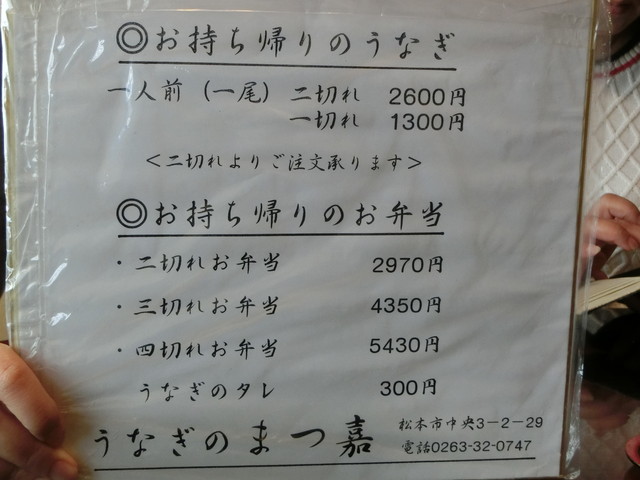 ◎お持ち帰りのうなぎ
一人前（一尾）二切れ 2600円
一切れ 1300円
＜二切れよりご注文承ります＞
◎お持ち帰りのお弁当
・二切れお弁当 2970円
・三切れお弁当 4350円
・四切れお弁当 5430円
うなぎのタレ 300円
うなぎのまつ嘉
松本市中央3－2－29
電話0263-32-0747